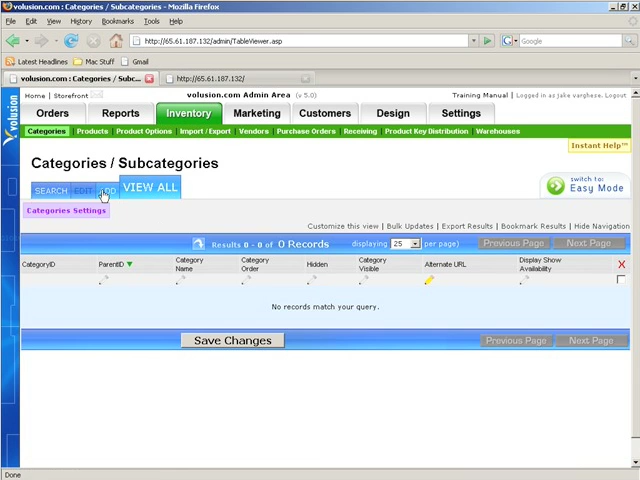 volusion.com : Categories / Subcategories - Mozilla Firefox
File Edit View History Bookmarks Tools Help
http://65.61.187.132/admin/TableViewer.asp
Google
Latest Headlines Mac Stuff Gmail
volusion.com : Categories / Subc... http://65.61.187.132/
volusion
Home | Storefront volusion.com Admin Area (v 5.0) Training Manual | Logged in as jake varghese. Logout
Orders Reports Inventory Marketing Customers Design Settings
Categories Products Product Options Import / Export Vendors Purchase Orders Receiving Product Key Distribution Warehouses
Instant Help™
Categories / Subcategories
SEARCH EDIT ADD VIEW ALL
switch to:
Easy Mode
Categories Settings
Customize this view | Bulk Updates | Export Results | Bookmark Results | Hide Navigation
Results 0 - 0 of 0 Records displaying 25 per page) Previous Page Next Page
CategoryID ParentID Category Name Category Order Hidden Category Visible Alternate URL Display Show Availability X
No records match your query.
Save Changes Previous Page Next Page
Done